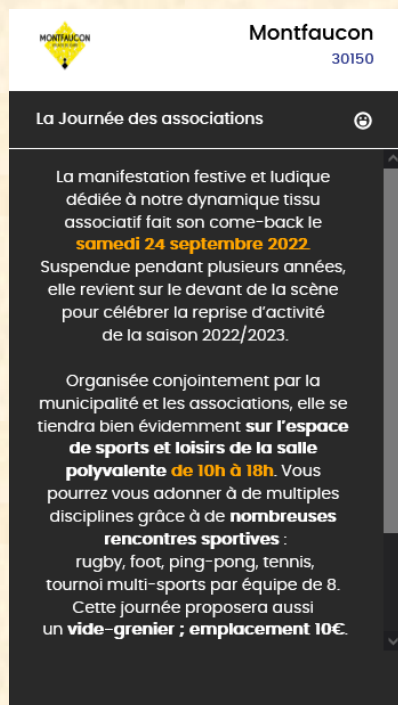 MONTFAUCON
Montfaucon
30150
La Journée des associations
La manifestation festive et ludique
dédiée à notre dynamique tissu
associatif fait son come-back le
samedi 24 septembre 2022.
Suspendue pendant plusieurs années,
elle revient sur le devant de la scène
pour célébrer la reprise d'activité
de la saison 2022/2023.
Organisée conjointement par la
municipalité et les associations, elle se
tiendra bien évidemment sur l'espace
de sports et loisirs de la salle
polyvalente de 10h à 18h. Vous
pourrez vous adonner à de multiples
disciplines grâce à de nombreuses
rencontres sportives :
rugby, foot, ping-pong, tennis,
tournoi multi-sports par équipe de 8.
Cette journée proposera aussi
un vide-grenier ; emplacement 10€.